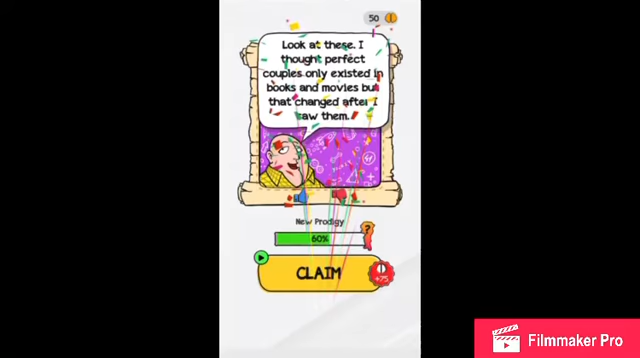 50
Look at these. I
thought perfect
couples only existed in
books and movies but
that changed after I
saw them.
New Prodigy
?
60%
CLAIM
+75
Filmmaker Pro